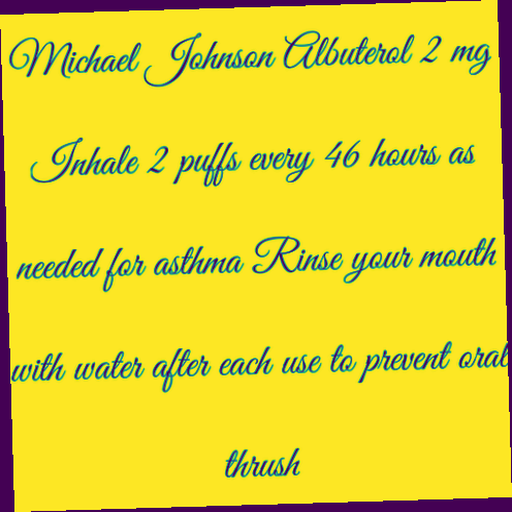 Michael Johnson Albuterol 2 mg
Inhale 2 puffs every 46 hours as
needed for asthma Rinse your mouth
with water after each use to prevent oral
thrush